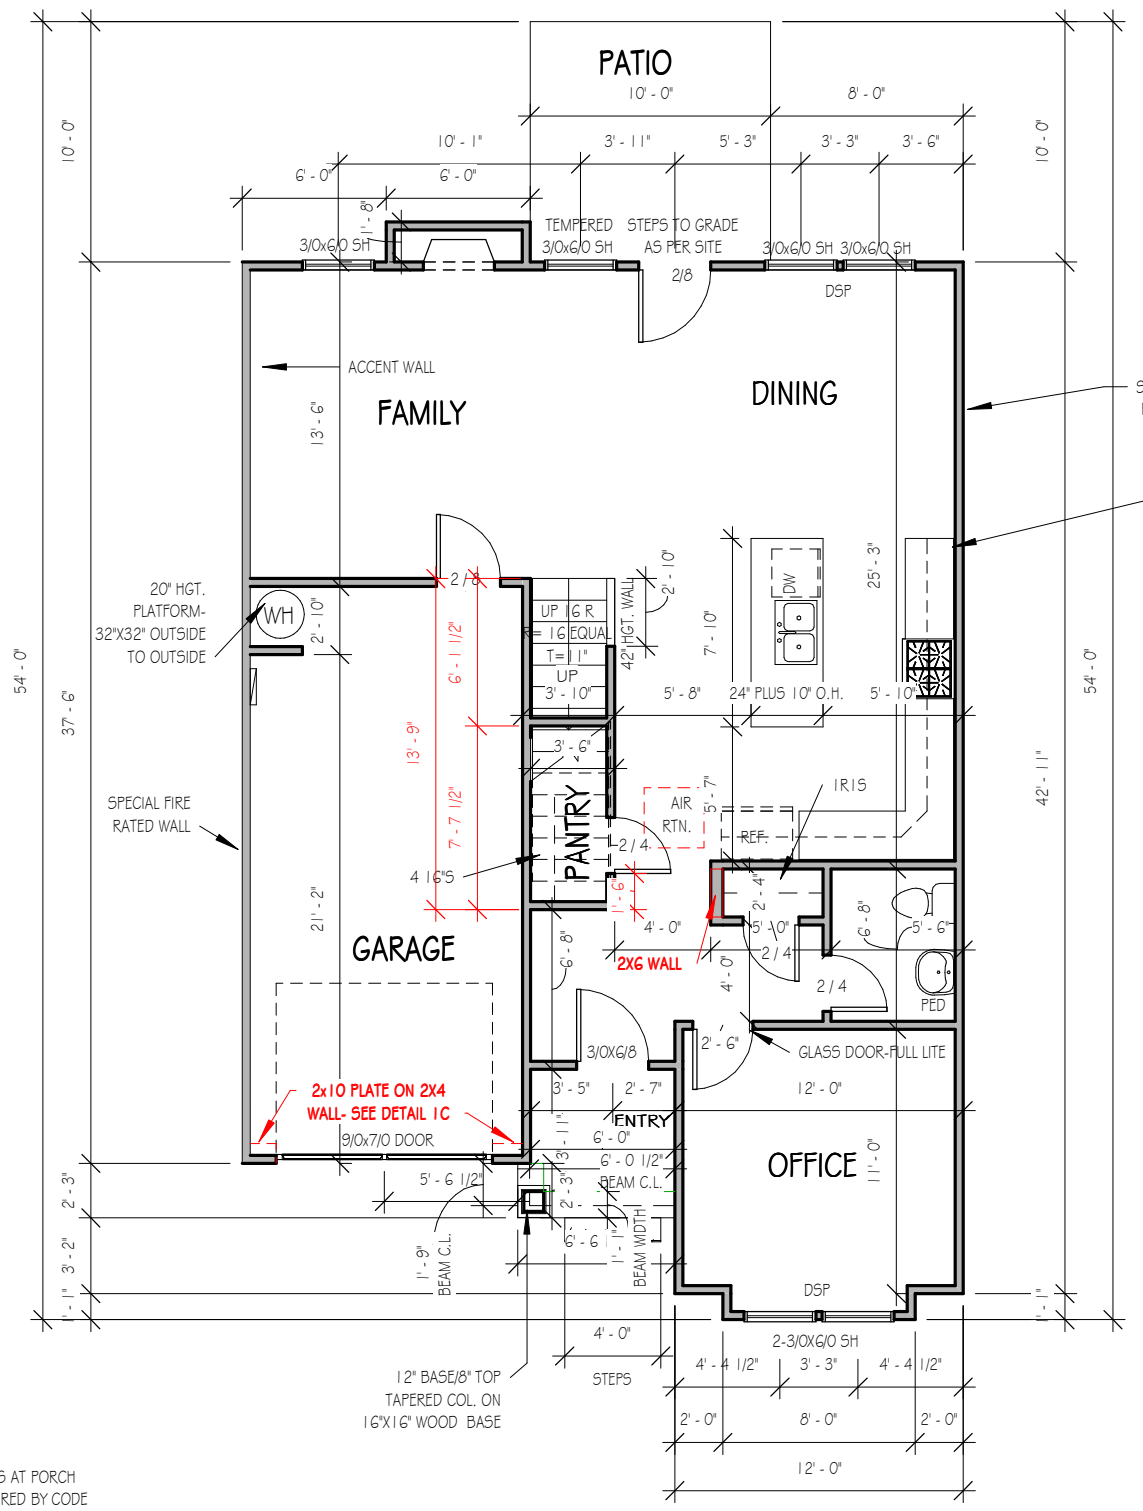 PATIO
10' - 0"
8' - 0"
10' - 1"
3' - 11"
5' - 3"
3' - 3"
3' - 6"
10' - 0"
10' - 0"
6' - 0"
6' - 0"
1' - 8"
TEMPERED
3/0x6/0 SH
STEPS TO GRADE
AS PER SITE
3/0x6/0 SH
3/0x6/0 SH
3/0x6/0 SH
2/8
DSP
ACCENT WALL
FAMILY
DINING
13' - 6"
25' - 3"
20" HGT.
PLATFORM-
32"X32" OUTSIDE
TO OUTSIDE
WH
2' - 10"
2 / 8
6' - 1 1/2"
UP 16 R
R= 16 EQUAL
T=11"
UP
3' - 10"
42" HGT. WALL
2' - 10"
DW
7' - 10"
5' - 8"
24" PLUS 10" O.H.
5' - 10"
54' - 0"
37' - 6"
54' - 0"
42' - 11"
13' - 9"
7' - 7 1/2"
3' - 6"
PANTRY
4 16"S
SPECIAL FIRE
RATED WALL
AIR
RTN.
5' - 7"
IRIS
REF.
2 / 4
1' - 6"
2' - 4"
21' - 2"
GARAGE
6' - 8"
4' - 0"
5' - 0"
6' - 8"
5' - 6"
2X6 WALL
4' - 0"
2 / 4
2 / 4
PED
3/0X6/8
2' - 6"
GLASS DOOR-FULL LITE
2x10 PLATE ON 2X4
WALL- SEE DETAIL 1C
9/0x7/0 DOOR
3' - 5"
2' - 7"
12' - 0"
ENTRY
3' - 11"
6' - 0"
6' - 0 1/2"
BEAM C.L.
OFFICE
11' - 0"
5' - 6 1/2"
2' - 3"
2' - 3"
3' - 2"
1' - 1"
1' - 9"
BEAM C.L.
6' - 6
1' - 1"
BEAM WIDTH
DSP
1' - 1"
2-3/0X6/0 SH
4' - 0"
STEPS
4' - 4 1/2"
3' - 3"
4' - 4 1/2"
12" BASE/8" TOP
TAPERED COL. ON
16"X16" WOOD BASE
2' - 0"
8' - 0"
2' - 0"
12' - 0"
S AT PORCH
RED BY CODE